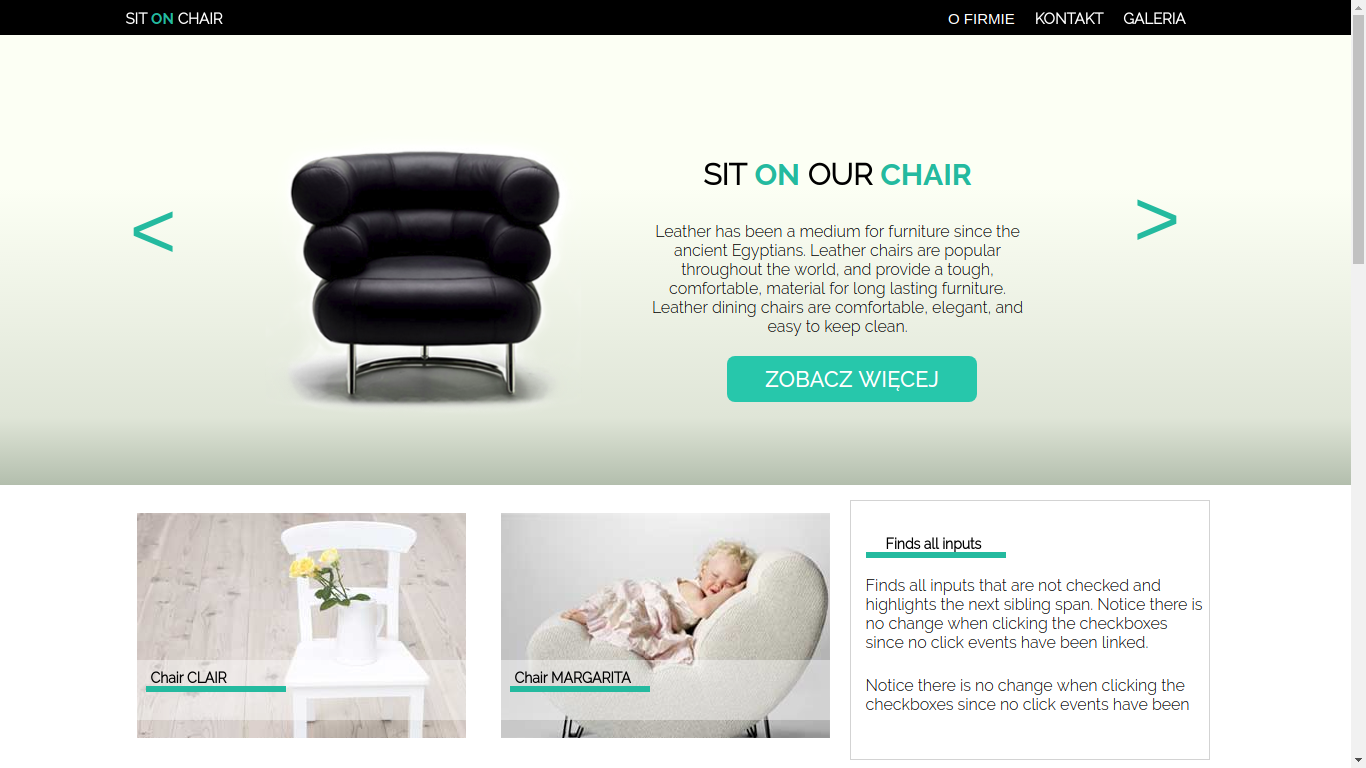 SIT ON CHAIR
O FIRMIE KONTAKT GALERIA
SIT ON OUR CHAIR
< >
Leather has been a medium for furniture since the
ancient Egyptians. Leather chairs are popular
throughout the world, and provide a tough,
comfortable, material for long lasting furniture.
Leather dining chairs are comfortable, elegant, and
easy to keep clean.
ZOBACZ WIĘCEJ
Chair CLAIR
Chair MARGARITA
Finds all inputs
Finds all inputs that are not checked and
highlights the next sibling span. Notice there is
no change when clicking the checkboxes
since no click events have been linked.
Notice there is no change when clicking the
checkboxes since no click events have been